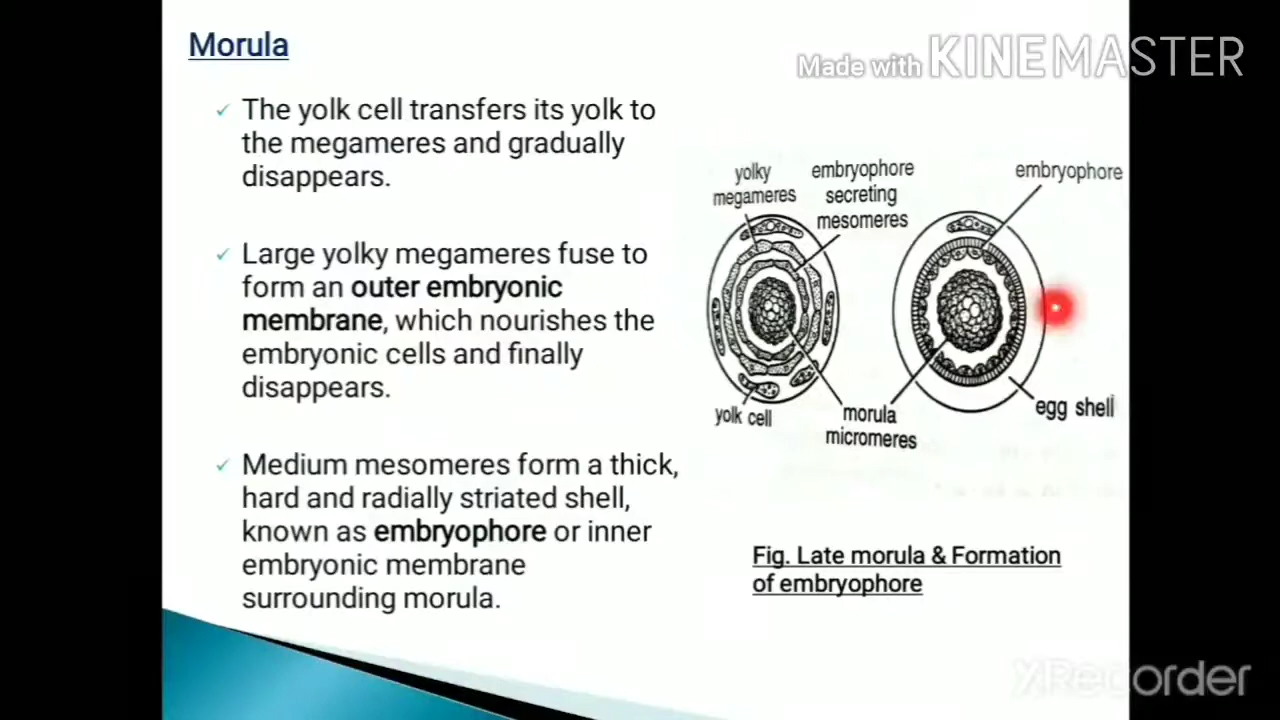 Morula
Made with KINEMASTER
The yolk cell transfers its yolk to
the megameres and gradually
disappears.
Large yolky megameres fuse to
form an outer embryonic
membrane, which nourishes the
embryonic cells and finally
disappears.
Medium mesomeres form a thick,
hard and radially striated shell,
known as embryophore or inner
embryonic membrane
surrounding morula.
yolky
megameres
embryophore
secreting
mesomeres
embryophore
yolk cell
morula
micromeres
egg shell
Fig. Late morula & Formation
of embryophore
XRecorder